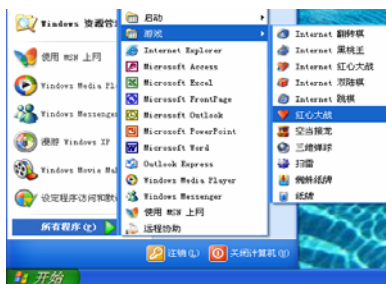 Windows 资源管
使用 MSN 上网
Windows Media Pl
Windows Messenger
漫游 Windows XP
Windows Movie Mak
设定程序访问和默认
所有程序(P)
启动
游戏
Internet Explorer
Microsoft Access
Microsoft Excel
Microsoft FrontPage
Microsoft Outlook
Microsoft PowerPoint
Microsoft Word
Outlook Express
Windows Media Player
Windows Messenger
使用 MSN 上网
远程协助
Internet 翻转棋
Internet 黑桃王
Internet 红心大战
Internet 双陆棋
Internet 跳棋
红心大战
空当接龙
三维弹球
扫雷
蜘蛛纸牌
纸牌
注销(L)
关闭计算机(U)
开始